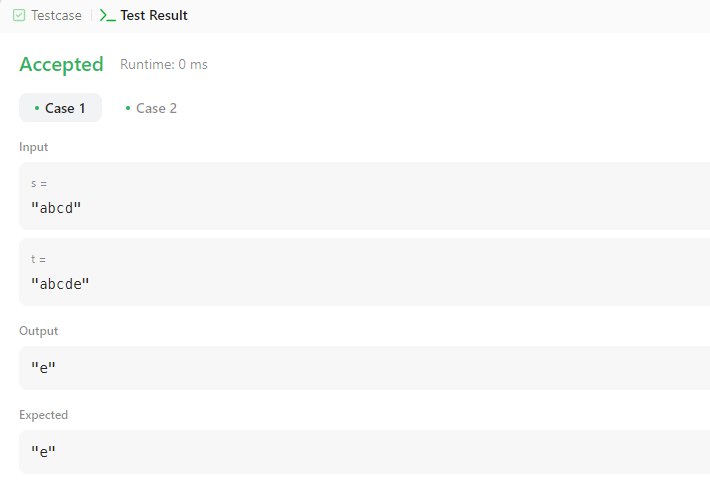 Testcase
Test Result
Accepted Runtime: 0 ms
• Case 1 • Case 2
Input
s =
"abcd"
t =
"abcde"
Output
"e"
Expected
"e"